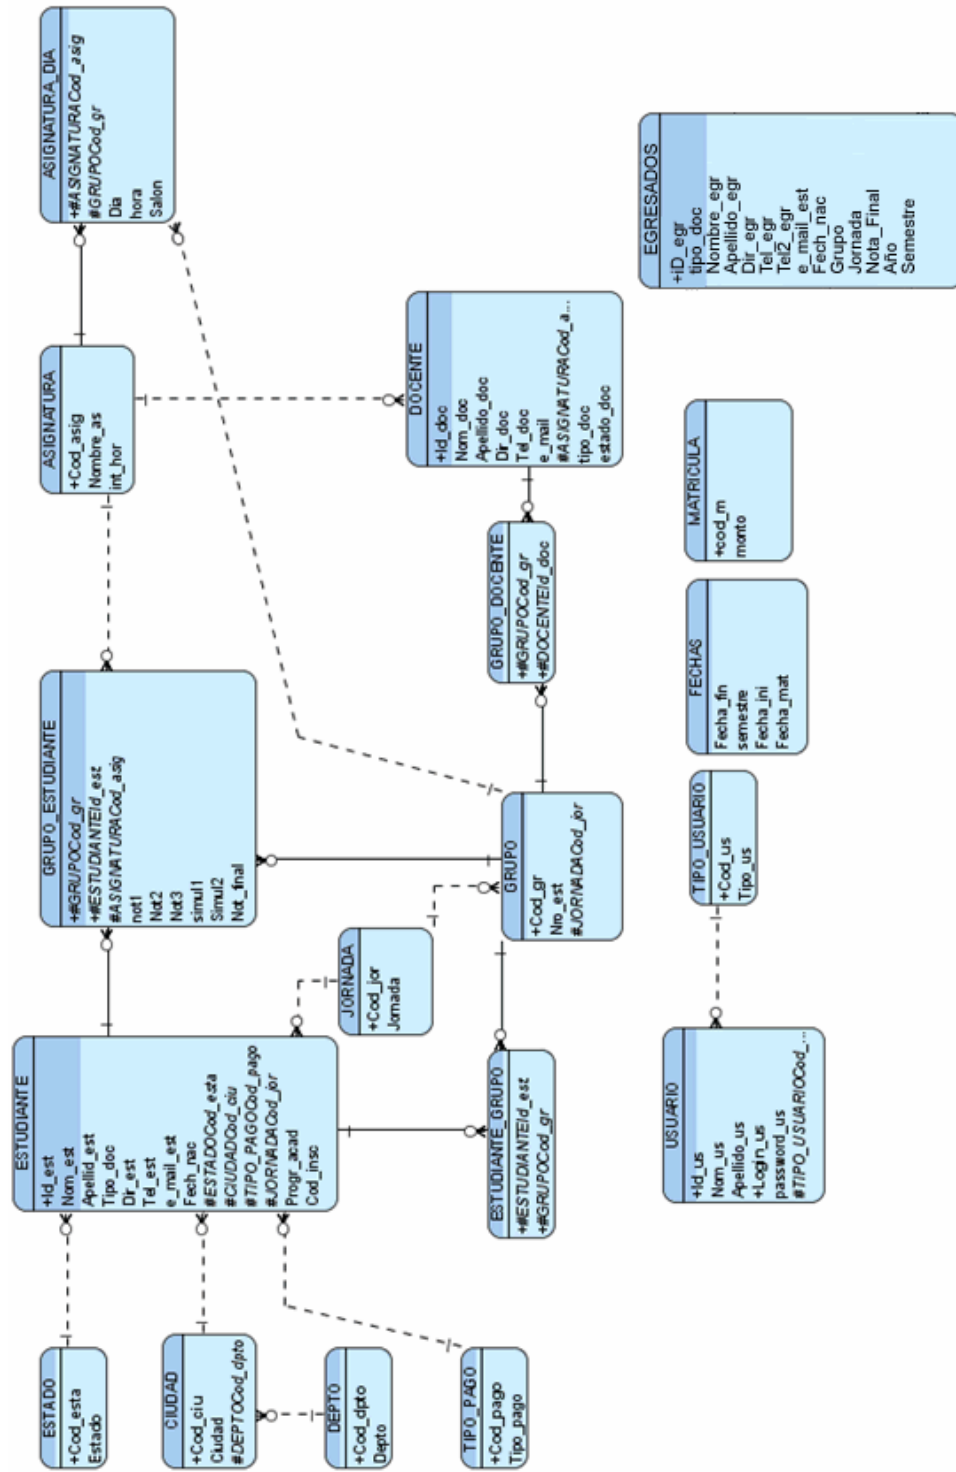 ESTADO
+Cod_esta
Estado
CIUDAD
+Cod_ciu
Ciudad
#DEPTOCod_dpto
DEPTO
+Cod_dpto
Depto
TIPO_PAGO
+Cod_pago
Tipo_pago
ESTUDIANTE
+Id_est
Nom_est
Apellid_est
Tipo_doc
Dir_est
Tel_est
e_mail_est
Fech_nac
#ESTADOCod_esta
#CIUDADCod_ciu
#TIPO_PAGOCod_pago
#JORNADACod_jor
Progr_acad
Cod_insc
JORNADA
+Cod_jor
Jornada
ESTUDIANTE_GRUPO
+#ESTUDIANTEId_est
+#GRUPOCod_gr
GRUPO_ESTUDIANTE
+#GRUPOCod_gr
+#ESTUDIANTEId_est
#ASIGNATURACod_asig
not1
Not2
Not3
simul1
Simul2
Not_final
GRUPO
+Cod_gr
Nro_est
#JORNADACod_jor
ASIGNATURA
+Cod_asig
Nombre_as
int_hor
ASIGNATURA_DIA
+#ASIGNATURACod_asig
#GRUPOCod_gr
Dia
hora
Salon
GRUPO_DOCENTE
+#GRUPOCod_gr
+#DOCENTEId_doc
DOCENTE
+Id_doc
Nom_doc
Apellido_doc
Dir_doc
Tel_doc
e_mail
#ASIGNATURACod_a...
tipo_doc
estado_doc
USUARIO
+Id_us
Nom_us
Apellido_us
+Login_us
password_us
#TIPO_USUARIOCod_...
TIPO_USUARIO
+Cod_us
Tipo_us
FECHAS
Fecha_fin
semestre
Fecha_ini
Fecha_mat
MATRICULA
+cod_m
monto
EGRESADOS
+iD_egr
tipo_doc
Nombre_egr
Apellido_egr
Dir_egr
Tel_egr
Tel2_egr
e_mail_est
Fech_nac
Grupo
Jornada
Nota_Final
Año
Semestre